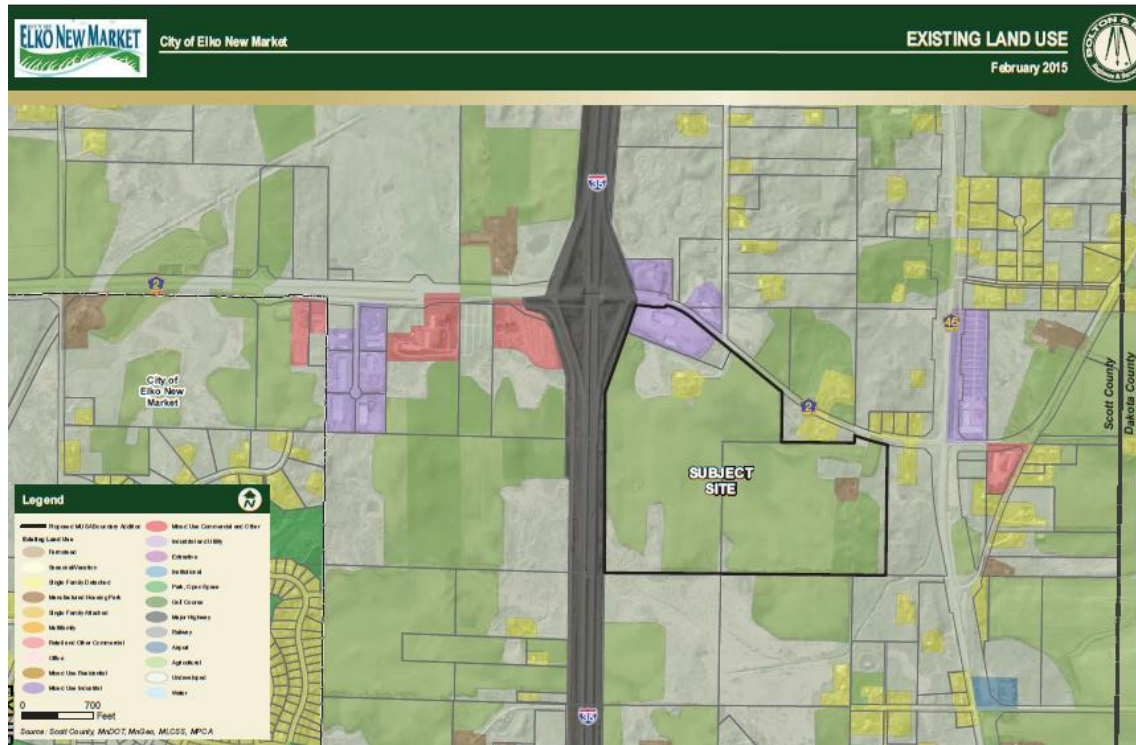 CITY OF
ELKO NEW MARKET
City of Elko New Market
EXISTING LAND USE
February 2015
BOLTON &
35
2
46
City of
Elko New
Market
2
SUBJECT
SITE
Scott County
Dakota County
35
Legend
N
Proposed MUSA Boundary Addition
Existing Land Use
Farmstead
Seasonal/Vacation
Single Family Detached
Manufactured Housing Park
Single Family Attached
Multifamily
Retail and Other Commercial
Office
Mixed Use Residential
Mixed Use Industrial
Mixed Use Commercial and Other
Industrial and Utility
Extractive
Institutional
Park, Open Space
Golf Course
Major Highway
Railway
Airport
Agricultural
Undeveloped
Water
0 700
Feet
Source: Scott County, MnDOT, MnGeo, MLCSS, MPCA